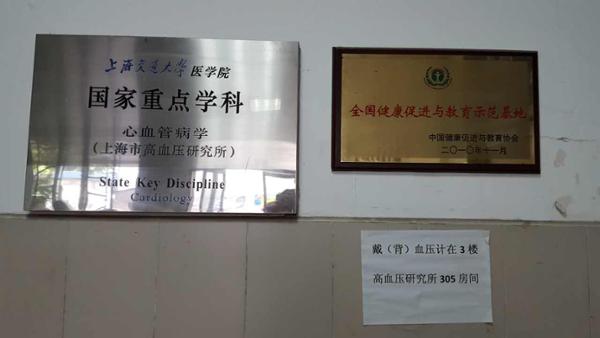 上海交通大学医学院
国家重点学科
心血管病学
（上海市高血压研究所）
State Key Discipline
Cardiology
全国健康促进与教育示范基地
中国健康促进与教育协会
二〇一〇年十一月
戴（背）血压计在 3 楼
高血压研究所 305 房间